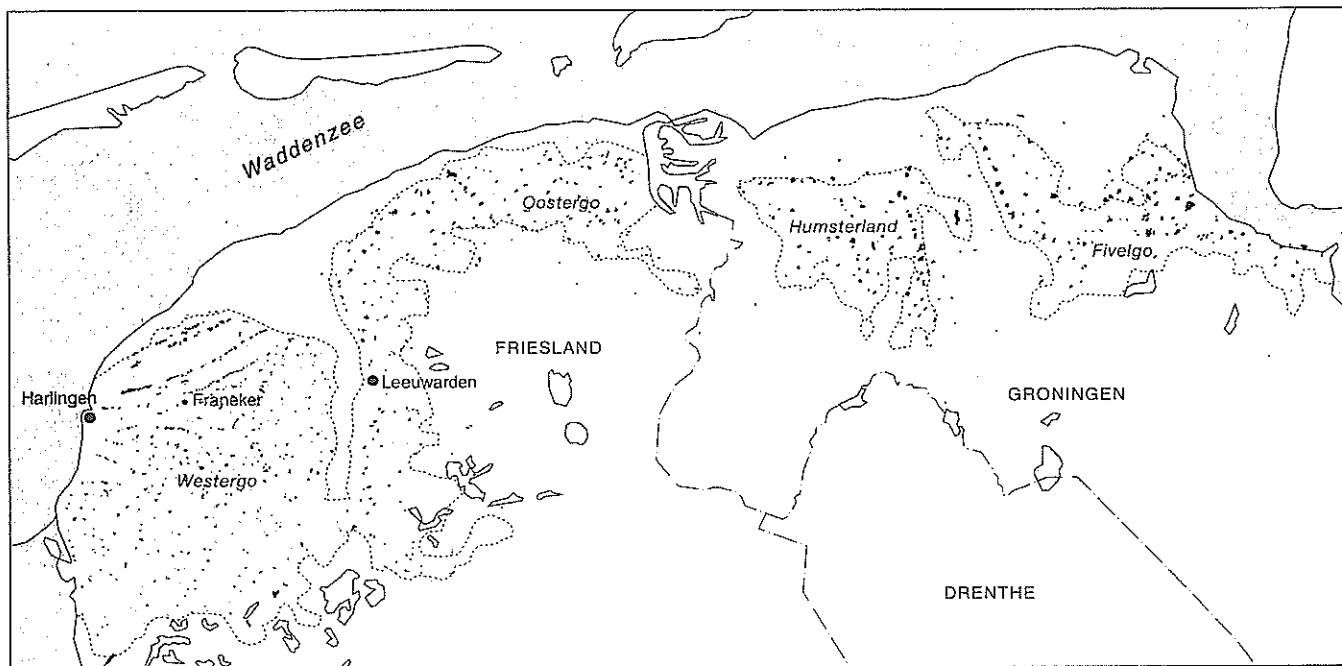 Waddenzee
Oostergo
Humsterland
Fivelgo
FRIESLAND
Leeuwarden
Harlingen
Franeker
GRONINGEN
Westergo
DRENTHE